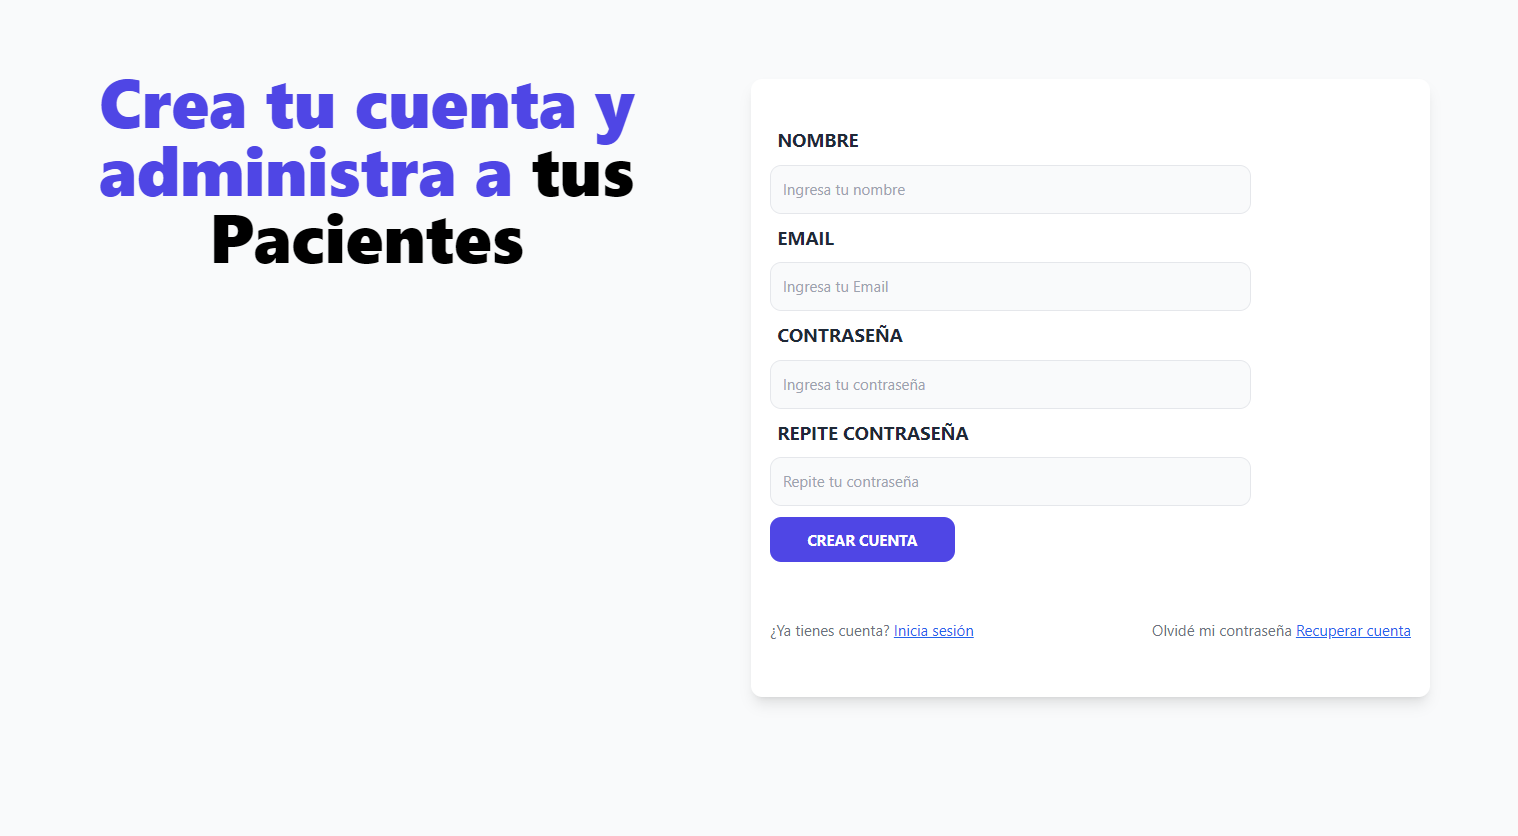 Crea tu cuenta y
administra a tus
Pacientes
NOMBRE
Ingresa tu nombre
EMAIL
Ingresa tu Email
CONTRASEÑA
Ingresa tu contraseña
REPITE CONTRASEÑA
Repite tu contraseña
CREAR CUENTA
¿Ya tienes cuenta? Inicia sesión
Olvidé mi contraseña Recuperar cuenta